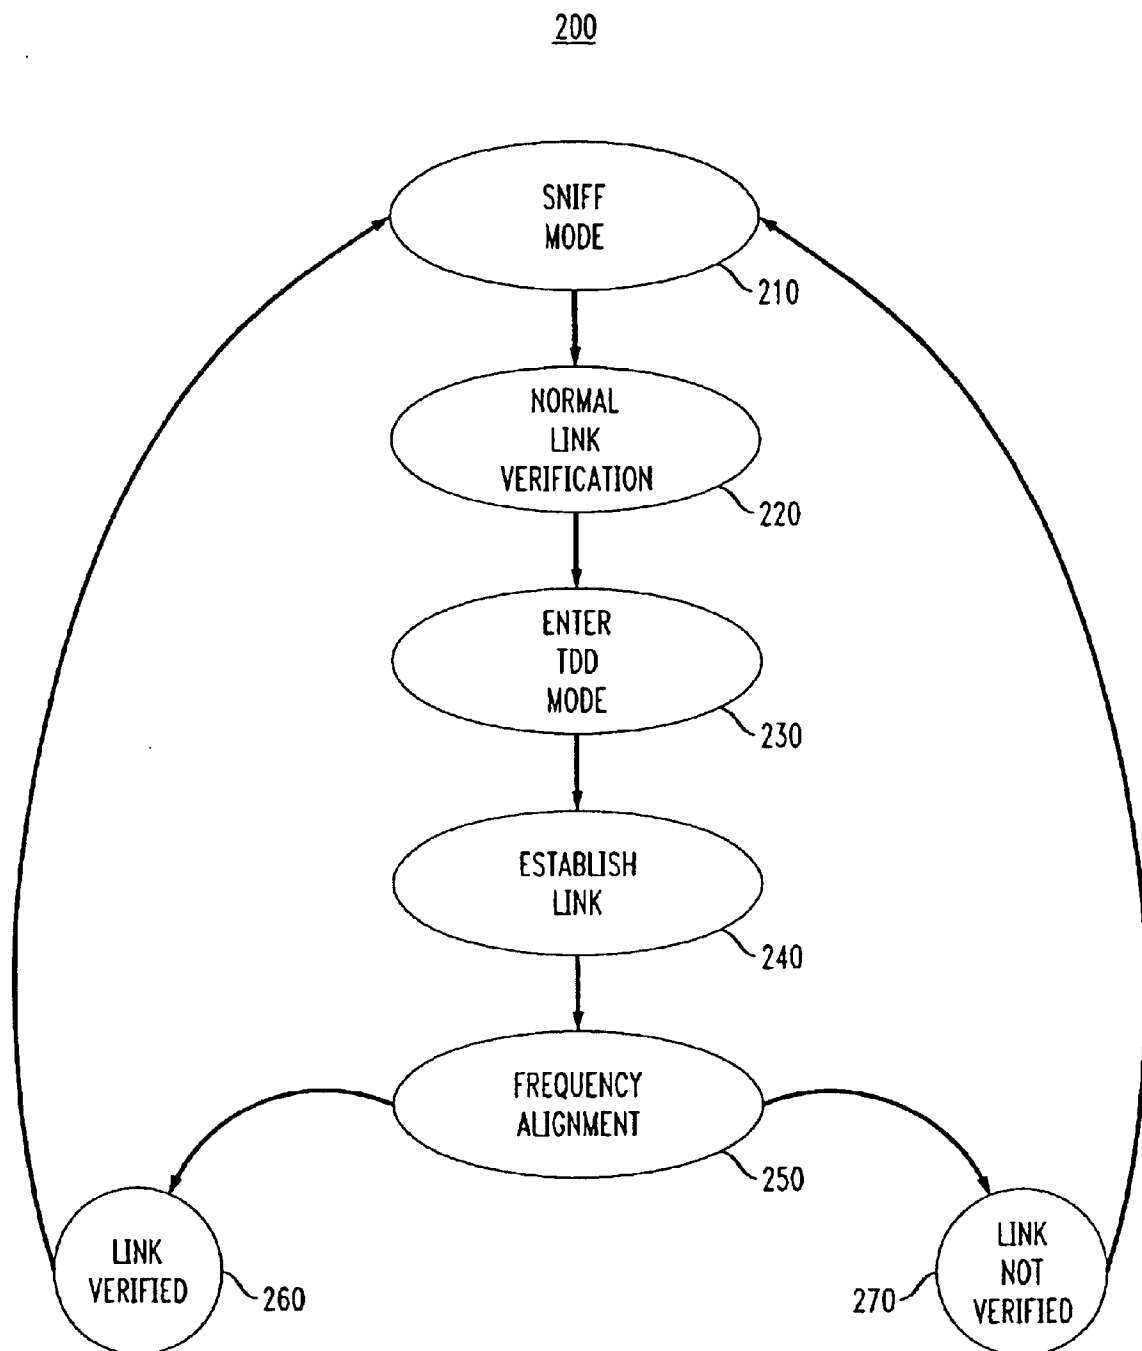 200
SNIFF
MODE
210
NORMAL
LINK
VERIFICATION
220
ENTER
TDD
MODE
230
ESTABLISH
LINK
240
FREQUENCY
ALIGNMENT
250
LINK
VERIFIED
260
LINK
NOT
VERIFIED
270